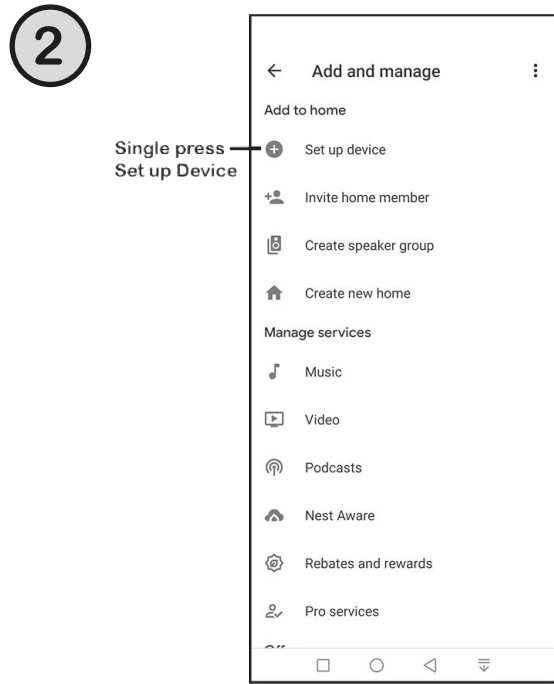 2
Add and manage
Add to home
Single press
Set up Device
Set up device
Invite home member
Create speaker group
Create new home
Manage services
Music
Video
Podcasts
Nest Aware
Rebates and rewards
Pro services